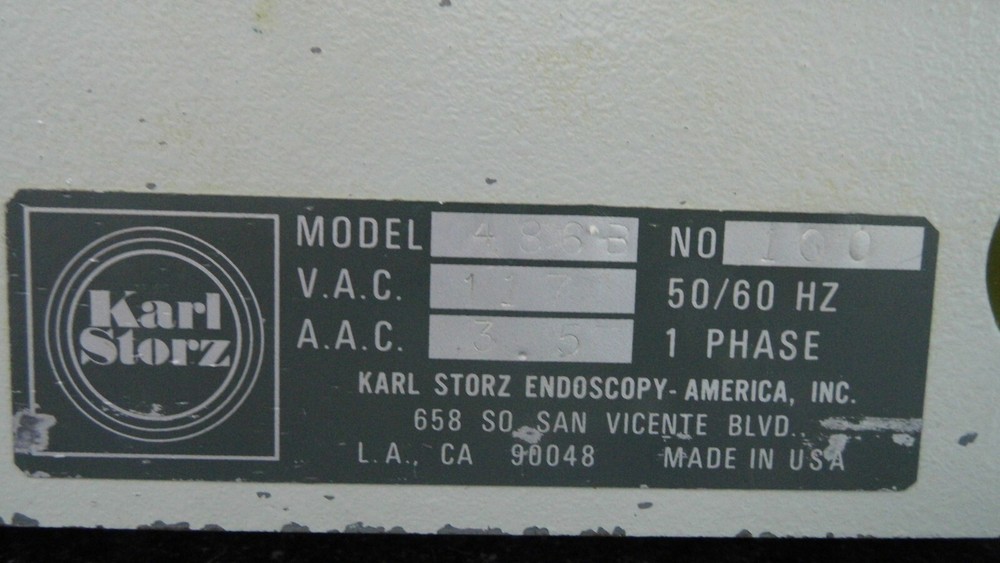 Karl
Storz
MODEL 486B NO 100
V.A.C. 117 50/60 HZ
A.A.C. 3.5 1 PHASE
KARL STORZ ENDOSCOPY-AMERICA, INC.
658 SO. SAN VICENTE BLVD.
L.A., CA 90048 MADE IN USA